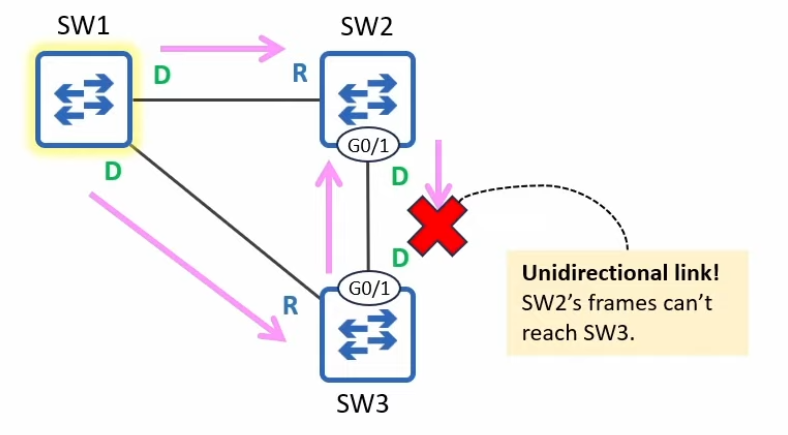 SW1
SW2
D
R
G0/1
D
D
D
Unidirectional link!
SW2's frames can't
reach SW3.
G0/1
R
SW3